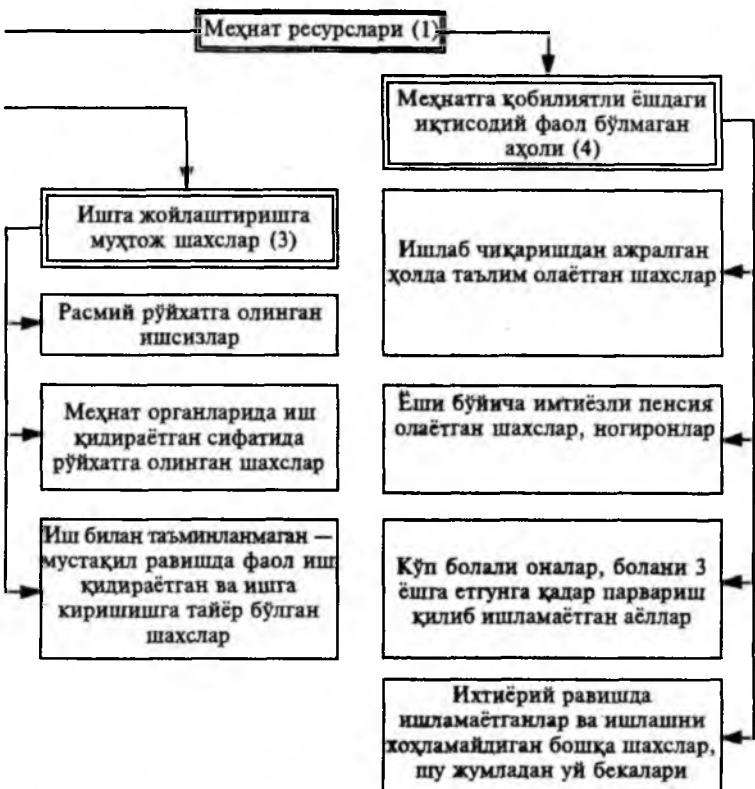 Меҳнат ресурслари (1)
Меҳнатга қобилиятли ёшдаги
иқтисодий фаол бўлмаган
аҳоли (4)
Ишга жойлаштиришга
муҳтож шахслар (3)
Ишлаб чиқаришдан ажралган
ҳолда таълим олаётган шахслар
Расмий рўйхатга олинган
ишсизлар
Меҳнат органларида иш
қидираётган сифатида
рўйхатга олинган шахслар
Ёши бўйича имтиёзли пенсия
олаётган шахслар, ногиронлар
Иш билан таъминланмаган —
мустақил равишда фаол иш
қидираётган ва ишга
киришишга тайёр бўлган
шахслар
Кўп болали оналар, болани 3
ёшга етгунга қадар парвариш
қилиб ишламаётган аёллар
Ихтиёрий равишда
ишламаётганлар ва ишлашни
хоҳламайдиган бошқа шахслар,
шу жумладан уй бекалари